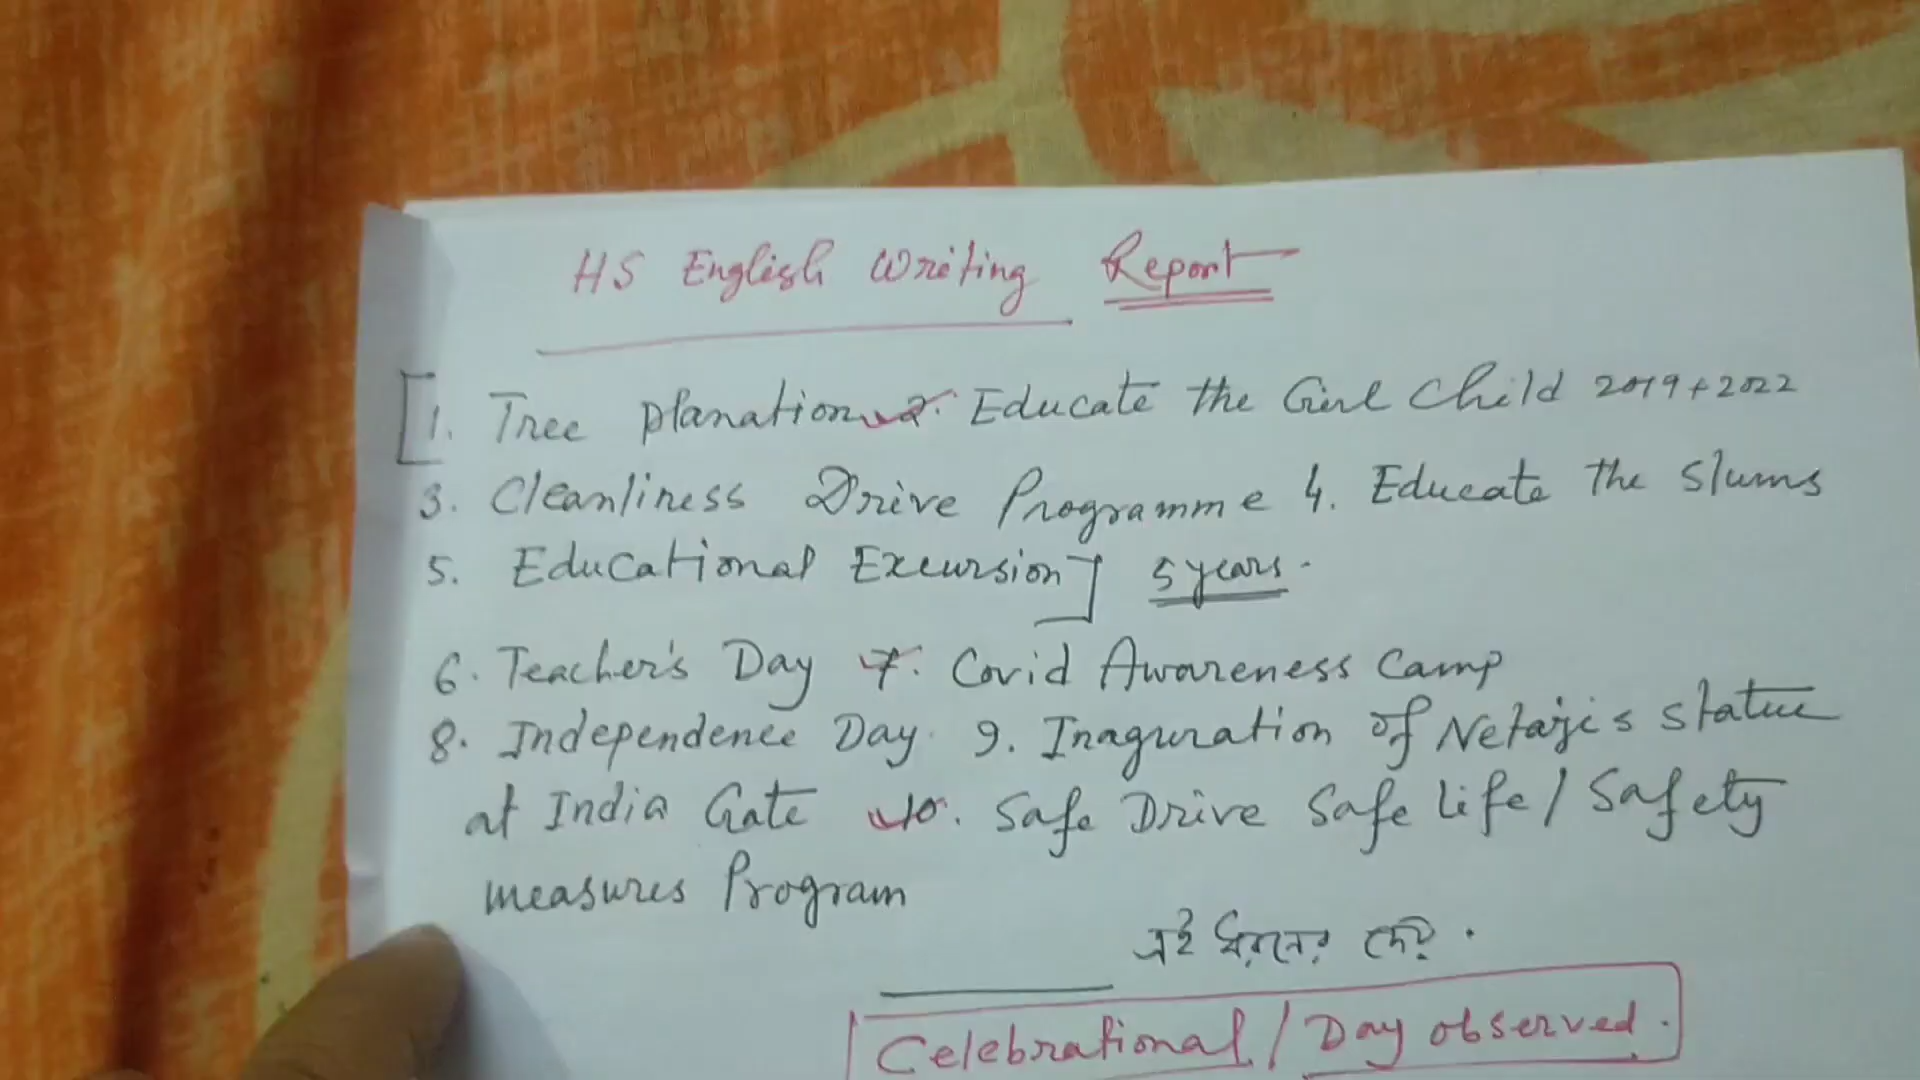 HS English Writing Report
1. Tree planation 2. Educate the Girl Child 2019+2022
3. Cleanliness Drive Programme 4. Educate the Slums
5. Educational Excursion] 5 years.
6. Teacher's Day 7. Covid Awareness Camp
8. Independence Day. 9. Inaguration of Netaji's statue
at India Gate 10. Safe Drive Safe Life / Safety
measures Program
এই ধরনের দেয়.
Celebrational / Day observed.